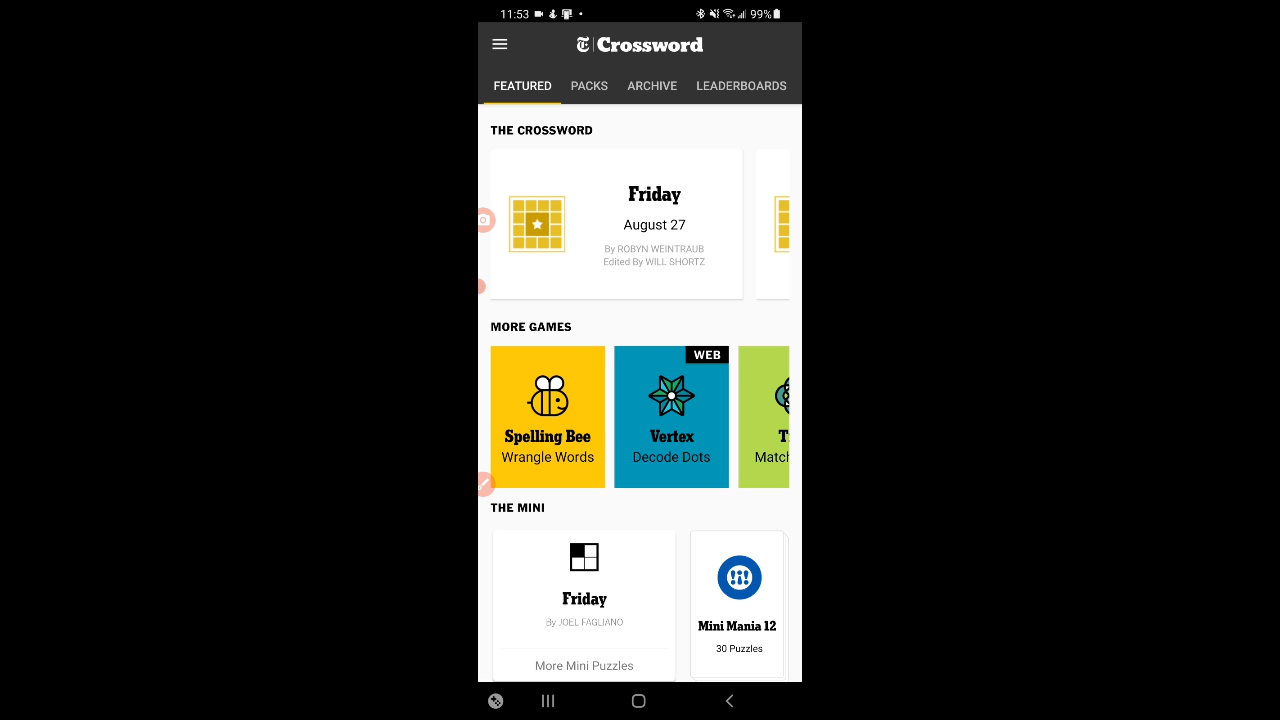 11:53
99%
T Crossword
FEATURED PACKS ARCHIVE LEADERBOARDS
THE CROSSWORD
Friday
August 27
By ROBYN WEINTRAUB
Edited By WILL SHORTZ
MORE GAMES
WEB
Spelling Bee
Wrangle Words
Vertex
Decode Dots
T
Match
THE MINI
Friday
By JOEL FAGLIANO
More Mini Puzzles
Mini Mania 12
30 Puzzles